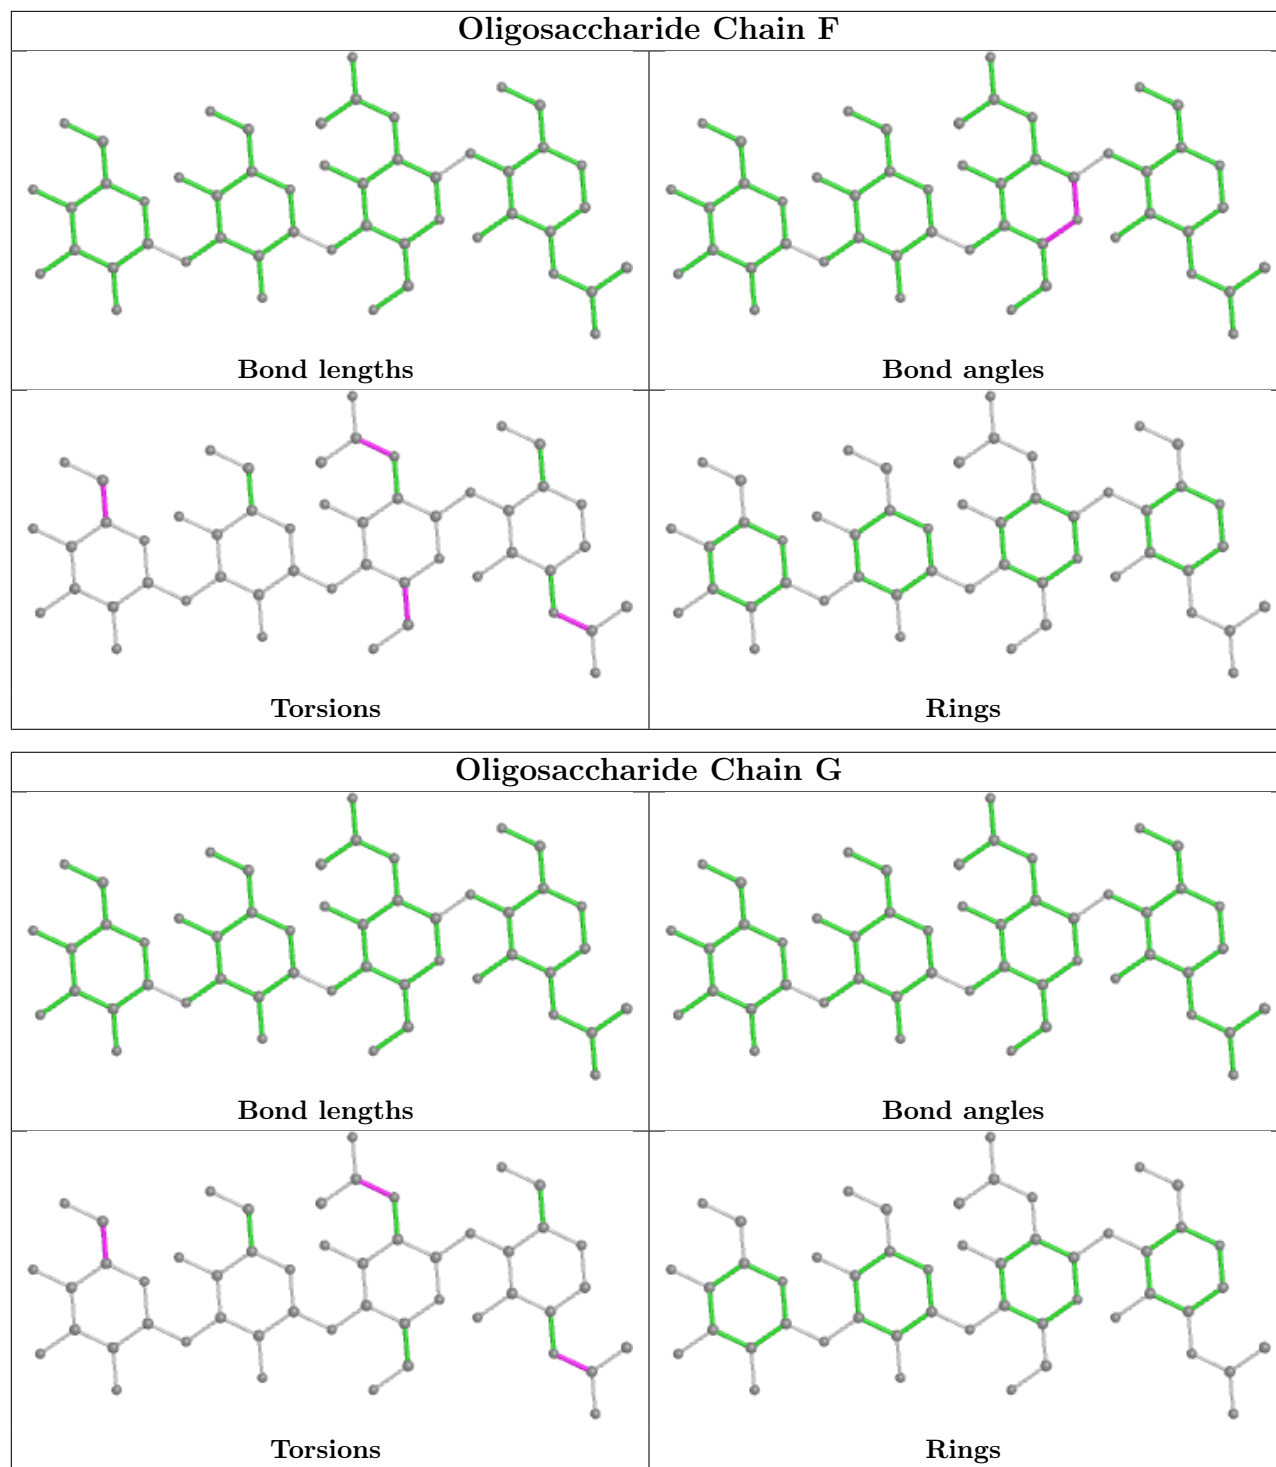 Oligosaccharide Chain F
Bond lengths
Bond angles
Torsions
Rings
Oligosaccharide Chain G
Bond lengths
Bond angles
Torsions
Rings